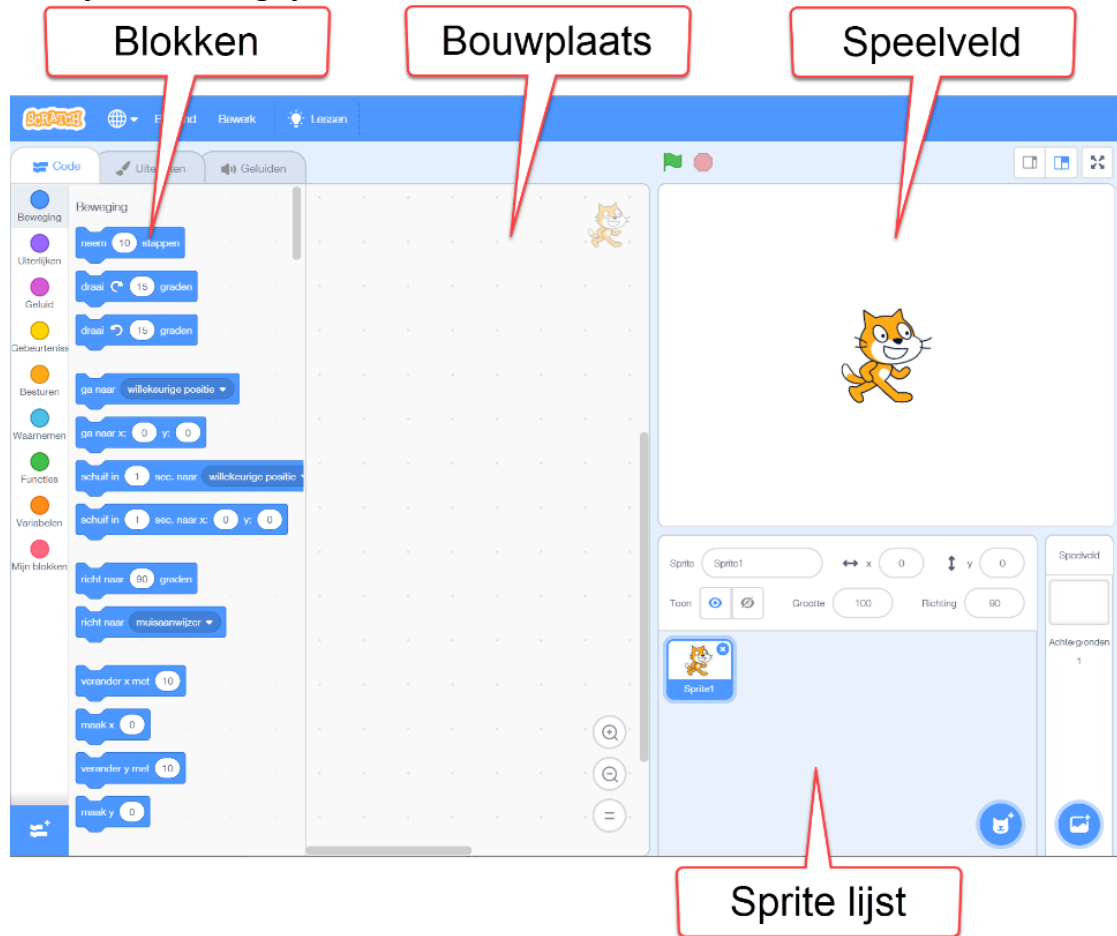 Blokken
Bouwplaats
Speelveld
SCRATCH
Bewerk
Lessen
Code
Geluiden
Beweging
Beweging
neem 10 stappen
Uiterlijken
draai 15 graden
Geluid
draai 15 graden
Gebeurteniss
Besturen
ga naar willekeurige positie
Waarnemen
ga naar x: 0 y: 0
Functies
schuif in 1 sec. naar willekeurige positie
Variabelen
schuif in 1 sec. naar x: 0 y: 0
Mijn blokken
richt naar 90 graden
richt naar muisaanwijzer
verander x met 10
maak x 0
verander y met 10
maak y 0
Sprite Sprite1 x 0 y 0
Toon Grootte 100 Richting 90
Sprite1
Speelveld
Achtergronden
1
Sprite lijst